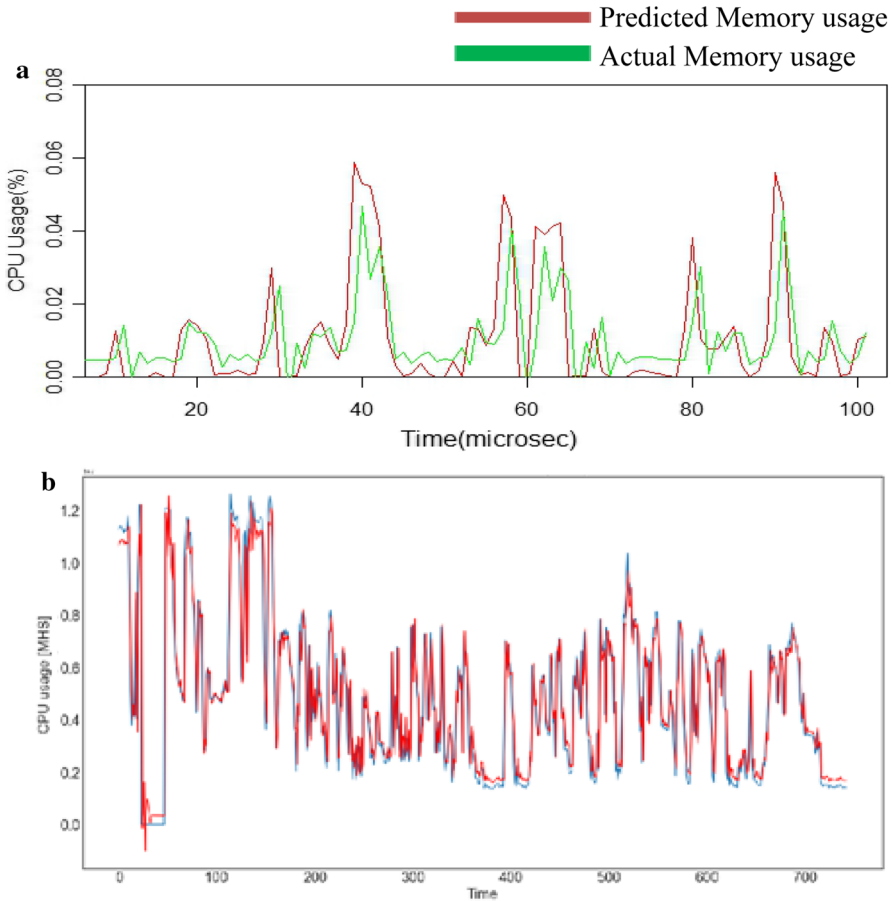 Predicted Memory usage
Actual Memory usage
a
0.08
0.06
0.04
0.02
0.00
CPU Usage(%)
20 40 60 80 100
Time(microsec)
b
1.2
1.0
0.8
0.6
0.4
0.2
0.0
CPU usage [MHS]
0 100 200 300 400 500 600 700
Time